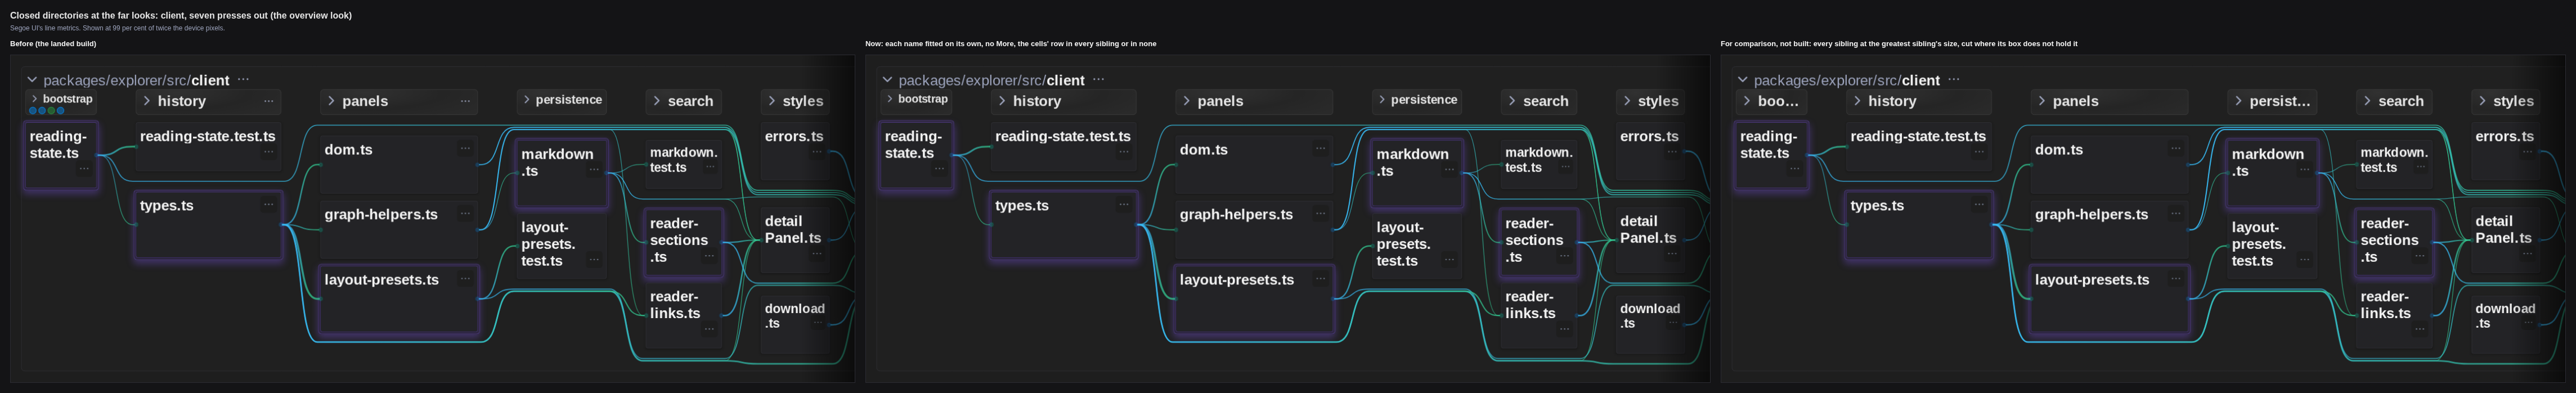 Closed directories at the far looks: client, seven presses out (the overview look)
Segoe UI's line metrics. Shown at 99 per cent of twice the device pixels.
Before (the landed build)
packages/explorer/src/client ...
bootstrap
history ...
panels ...
persistence
search
styles
reading-
state.ts
...
reading-state.test.ts
...
types.ts ...
dom.ts ...
graph-helpers.ts ...
layout-presets.ts ...
markdown
.ts ...
layout-
presets.
test.ts ...
markdown.
test.ts ...
reader-
sections
.ts ...
reader-
links.ts
...
errors.ts
...
detail
Panel.ts
...
download
.ts ...
Now: each name fitted on its own, no More, the cells' row in every sibling or in none
packages/explorer/src/client ...
bootstrap
history
panels
persistence
search
styles
reading-
state.ts
...
reading-state.test.ts
...
types.ts ...
dom.ts ...
graph-helpers.ts ...
layout-presets.ts ...
markdown
.ts ...
layout-
presets.
test.ts ...
markdown.
test.ts ...
reader-
sections
.ts ...
reader-
links.ts
...
errors.ts
...
detail
Panel.ts
...
download
.ts ...
For comparison, not built: every sibling at the greatest sibling's size, cut where its box does not hold it
packages/explorer/src/client ...
boo...
history
panels
persist...
search
styles
reading-
state.ts
...
reading-state.test.ts
...
types.ts ...
dom.ts ...
graph-helpers.ts ...
layout-presets.ts ...
markdown
.ts ...
layout-
presets.
test.ts ...
markdown.
test.ts ...
reader-
sections
.ts ...
reader-
links.ts
...
errors.ts
...
detail
Panel.ts
...
download
.ts ...